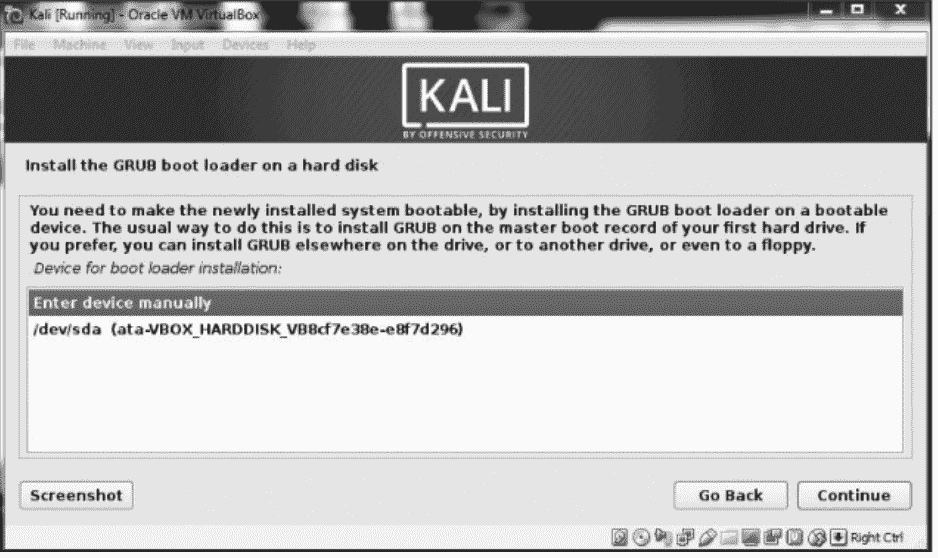 Kali [Running] - Oracle VM VirtualBox
File Machine View Input Devices Help
KALI
BY OFFENSIVE SECURITY
Install the GRUB boot loader on a hard disk
You need to make the newly installed system bootable, by installing the GRUB boot loader on a bootable
device. The usual way to do this is to install GRUB on the master boot record of your first hard drive. If
you prefer, you can install GRUB elsewhere on the drive, or to another drive, or even to a floppy.
Device for boot loader installation:
Enter device manually
/dev/sda (ata-VBOX_HARDDISK_VB8cf7e38e-e8f7d296)
Screenshot
Go Back
Continue
Right Ctrl